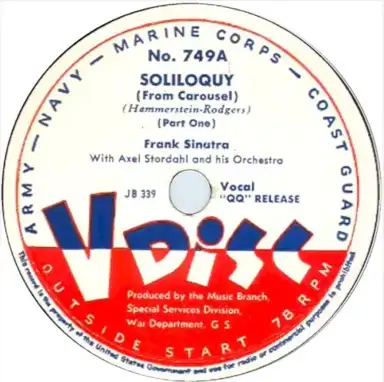 ARMY — NAVY — MARINE CORPS — COAST GUARD
No. 749A
SOLILOQUY
(From Carousel)
(Hammerstein-Rodgers)
(Part One)
Frank Sinatra
With Axel Stordahl and his Orchestra
JB 339
Vocal
"QQ" RELEASE
V DISC
Produced by the Music Branch,
Special Services Division,
War Department, G. S.
OUTSIDE START 78 RPM
This record is the property of the United States Government and use for radio or commercial purposes is prohibited